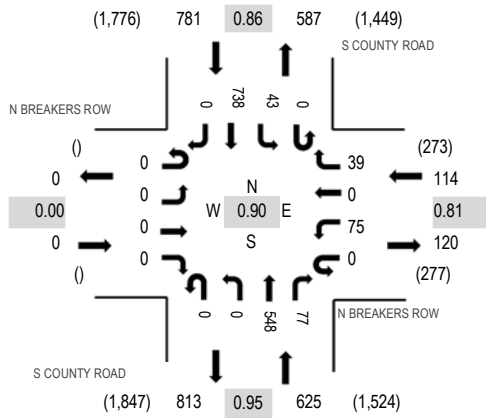 (1,776) 781 0.86 587 (1,449)
S COUNTY ROAD
0 738 43 0
N BREAKERS ROW
() 0 39 (273)
0 0 N 0 114
0.00 W 0.90 E 0.81
0 0 S 75 120
() 0 0 (277)
0 0 548 77
N BREAKERS ROW
S COUNTY ROAD
(1,847) 813 0.95 625 (1,524)